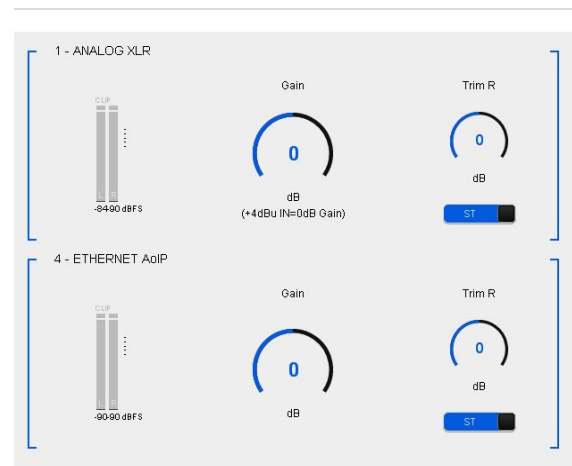 1 - ANALOG XLR
Gain
Trim R
CLIP
0
0
L R
dB
dB
-84-90 dBFS
(+4dBu IN=0dB Gain)
ST
4 - ETHERNET AoIP
Gain
Trim R
CLIP
0
0
L R
dB
dB
-90-90 dBFS
ST